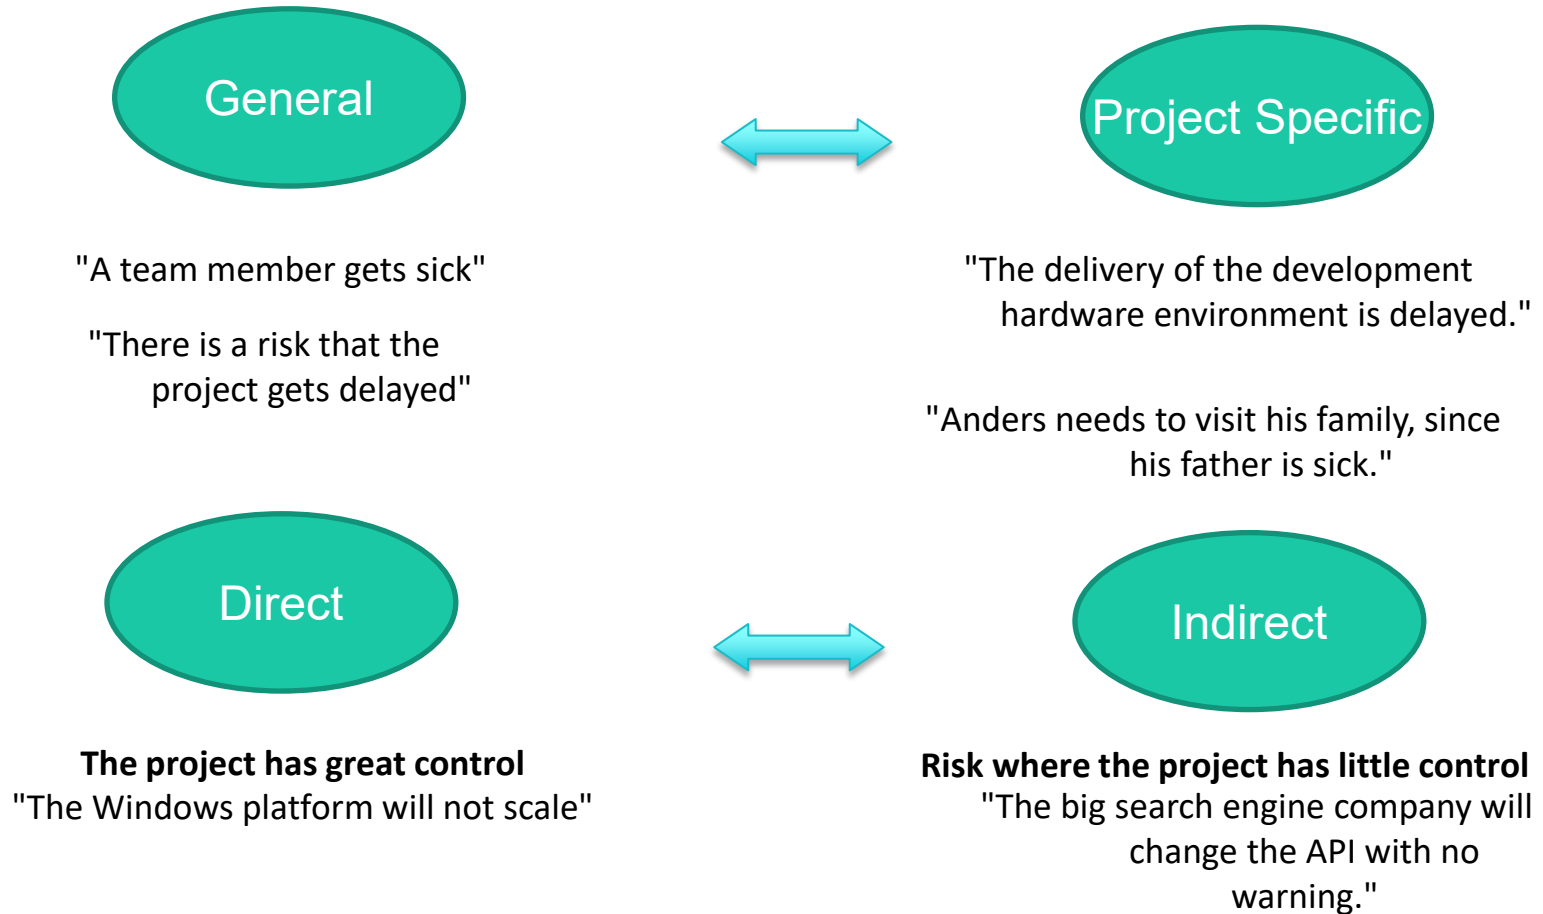 General
Project Specific
"A team member gets sick"
"There is a risk that the
project gets delayed"
"The delivery of the development
hardware environment is delayed."
"Anders needs to visit his family, since
his father is sick."
Direct
Indirect
The project has great control
"The Windows platform will not scale"
Risk where the project has little control
"The big search engine company will
change the API with no
warning."